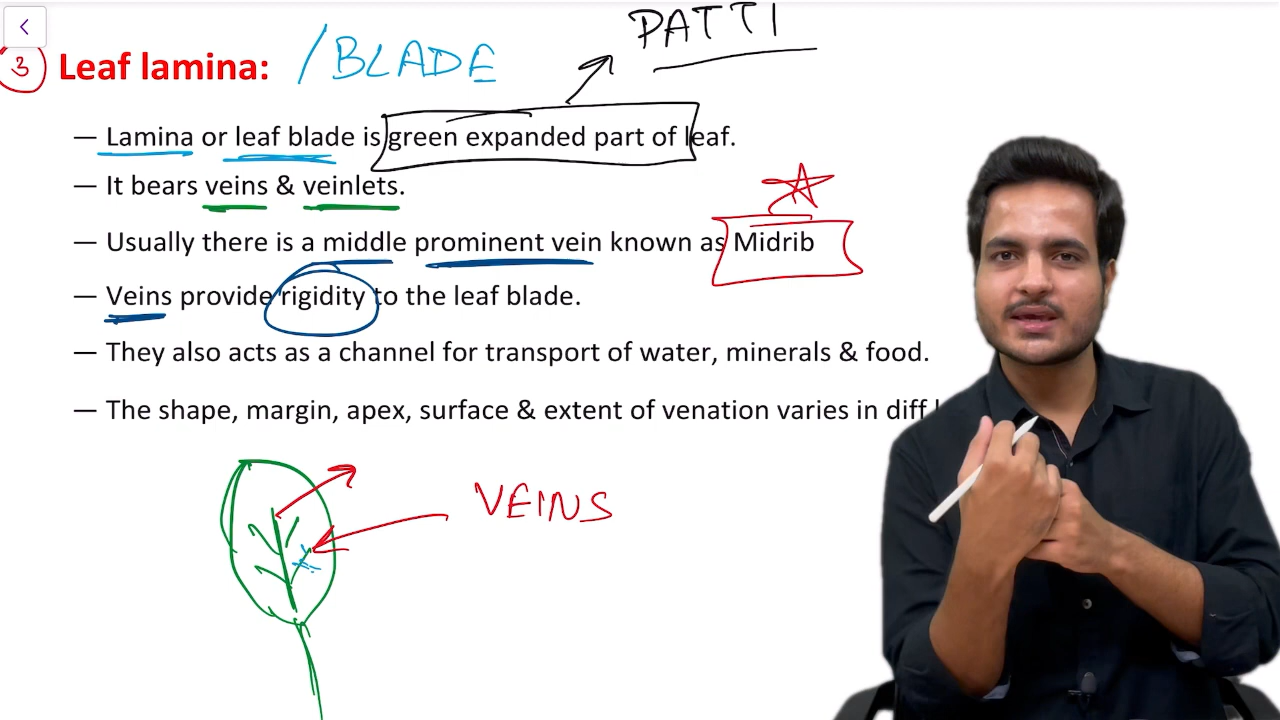 PATTI
3 Leaf lamina: /BLADE
— Lamina or leaf blade is green expanded part of leaf.
— It bears veins & veinlets.
— Usually there is a middle prominent vein known as Midrib
— Veins provide rigidity to the leaf blade.
— They also acts as a channel for transport of water, minerals & food.
— The shape, margin, apex, surface & extent of venation varies in diff
VEINS